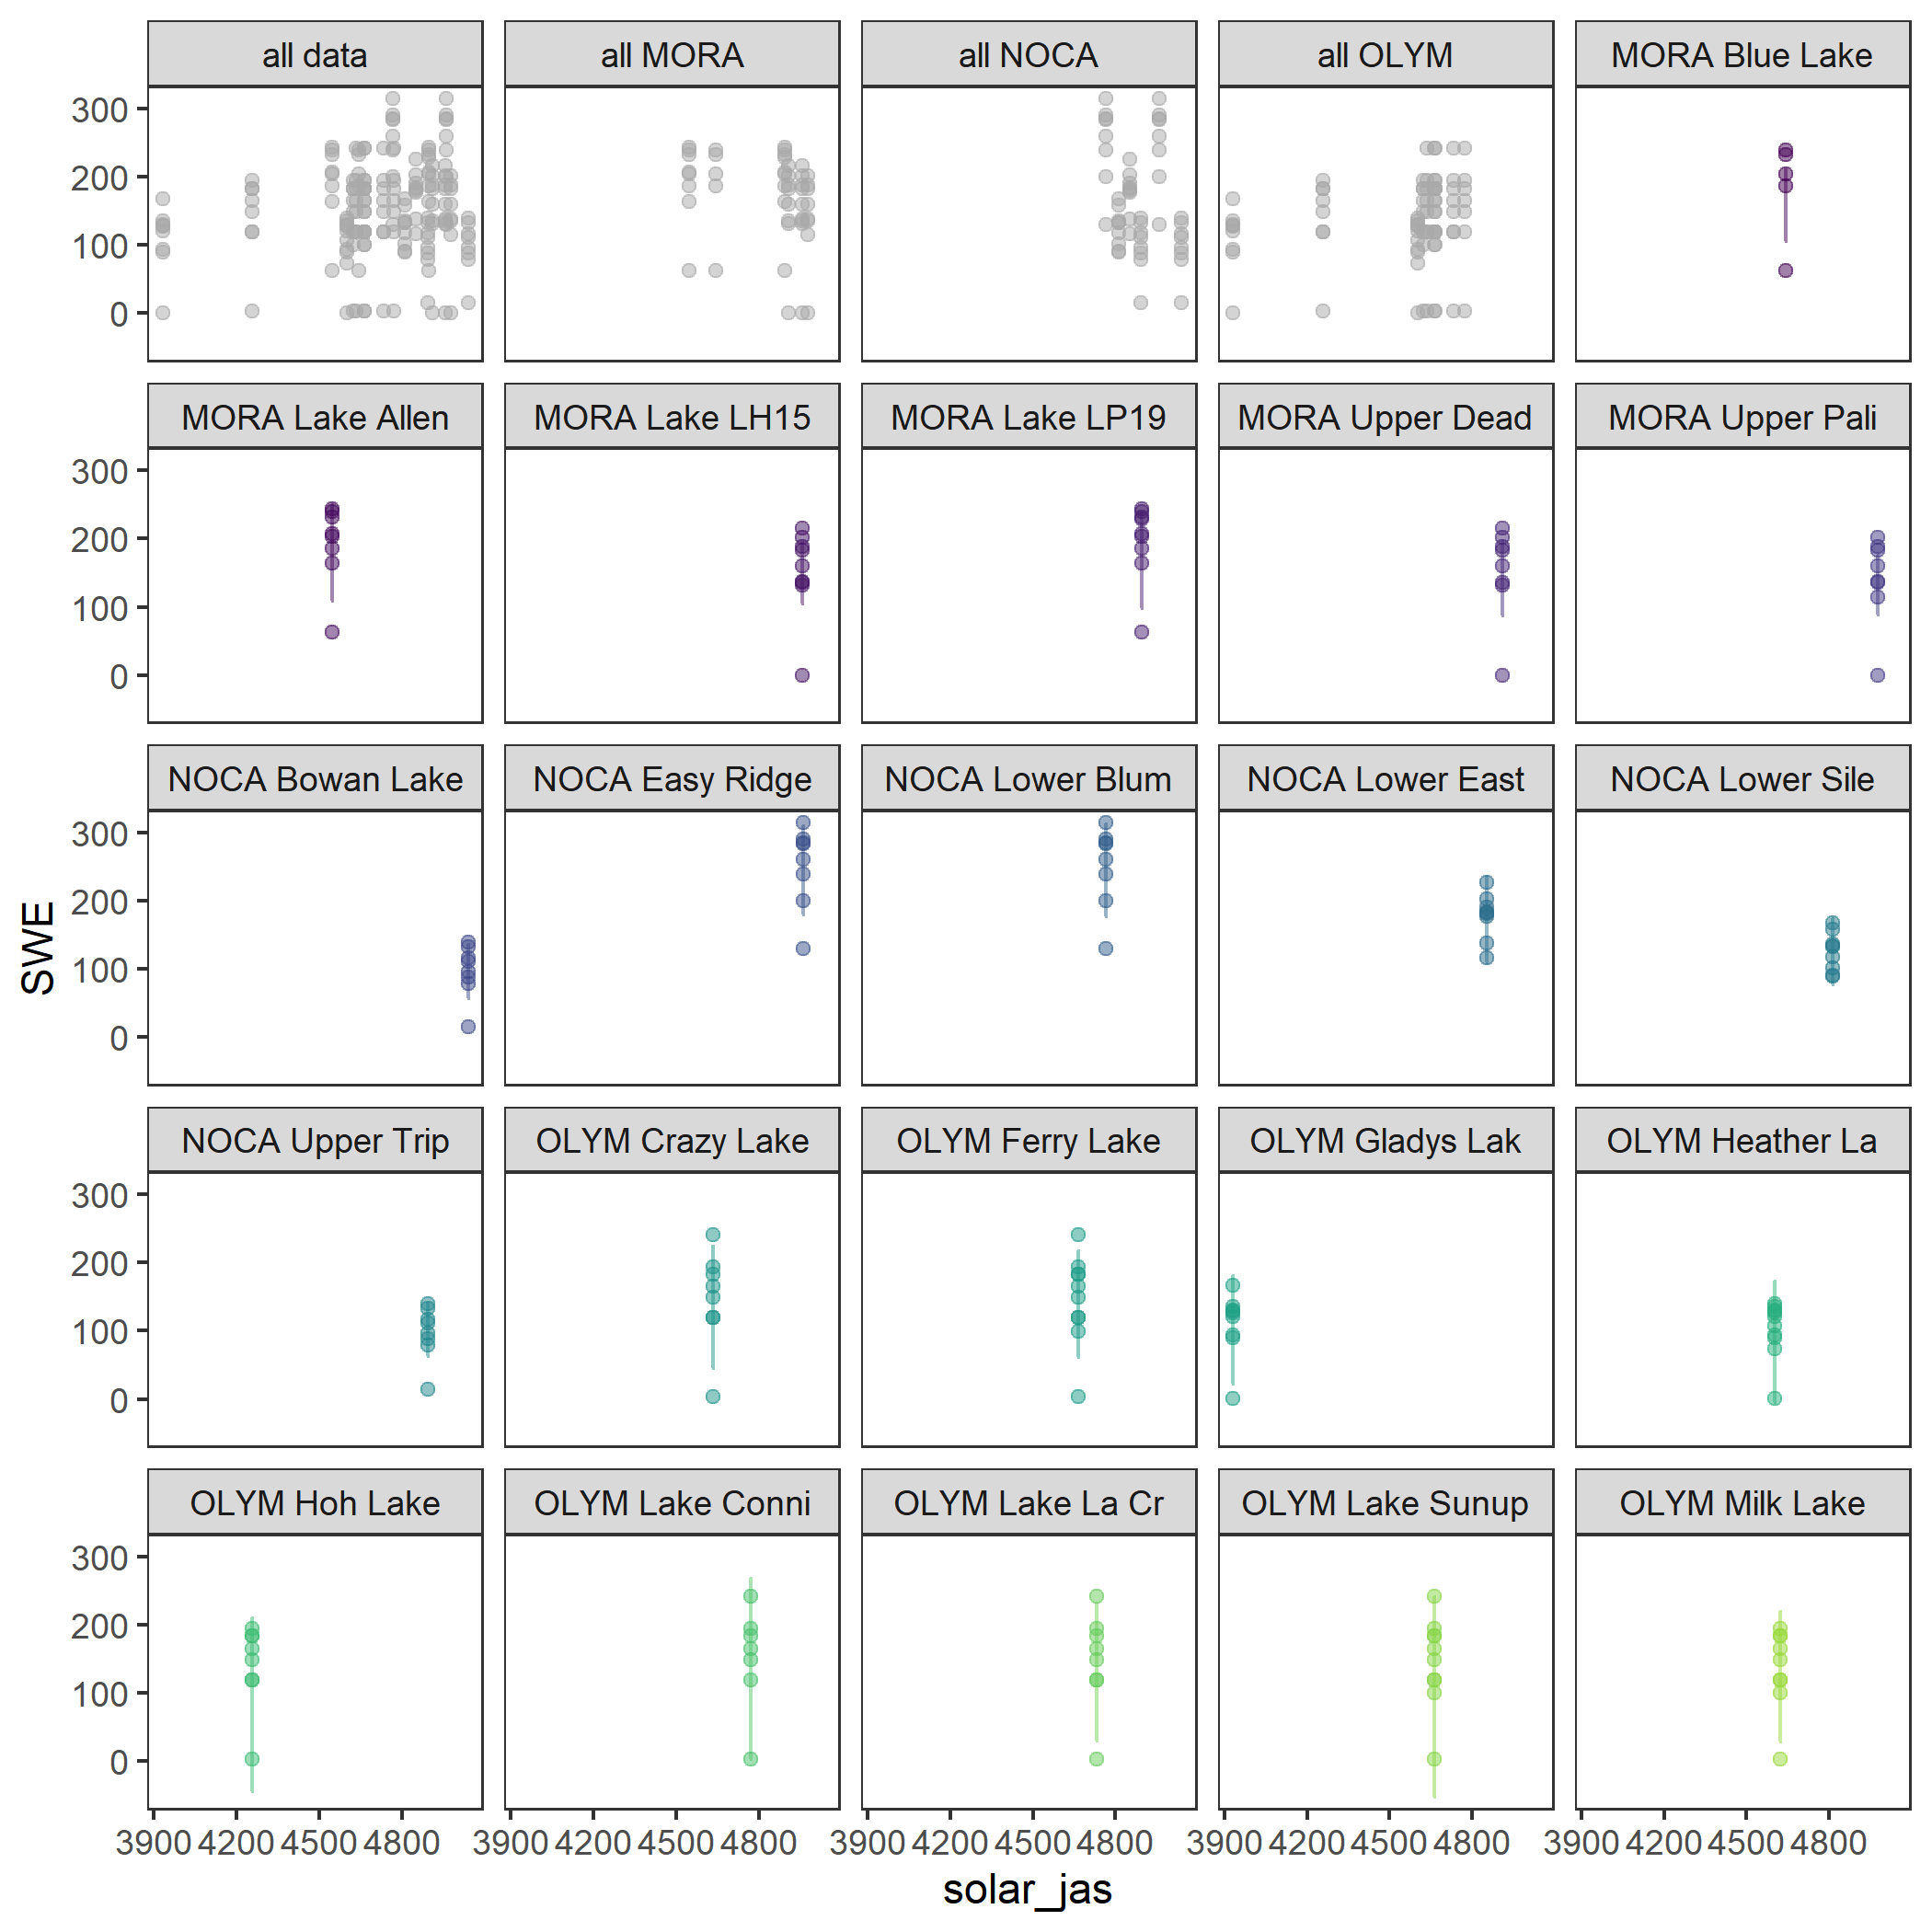 all data all MORA all NOCA all OLYM MORA Blue Lake
300
200
100
0
MORA Lake Allen MORA Lake LH15 MORA Lake LP19 MORA Upper Dead MORA Upper Pali
300
200
100
0
NOCA Bowan Lake NOCA Easy Ridge NOCA Lower Blum NOCA Lower East NOCA Lower Sile
300
200
100
0
SWE
NOCA Upper Trip OLYM Crazy Lake OLYM Ferry Lake OLYM Gladys Lak OLYM Heather La
300
200
100
0
OLYM Hoh Lake OLYM Lake Conni OLYM Lake La Cr OLYM Lake Sunup OLYM Milk Lake
300
200
100
0
3900 4200 4500 4800 3900 4200 4500 4800 3900 4200 4500 4800 3900 4200 4500 4800 3900 4200 4500 4800
solar_jas